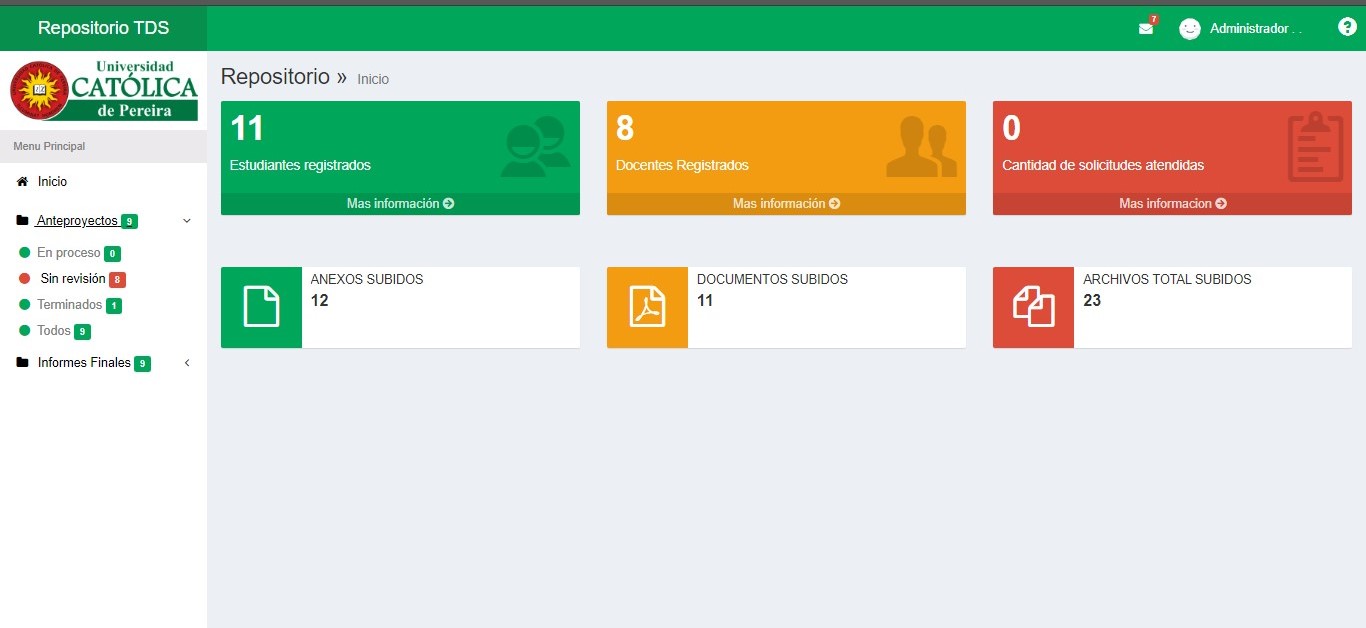 Repositorio TDS
7
Administrador . .
Universidad
CATÓLICA
de Pereira
Menu Principal
Inicio
Anteproyectos 9
En proceso 0
Sin revisión 8
Terminados 1
Todos 9
Informes Finales 9
Repositorio » Inicio
11
Estudiantes registrados
Mas información
8
Docentes Registrados
Mas información
0
Cantidad de solicitudes atendidas
Mas informacion
ANEXOS SUBIDOS
12
DOCUMENTOS SUBIDOS
11
ARCHIVOS TOTAL SUBIDOS
23